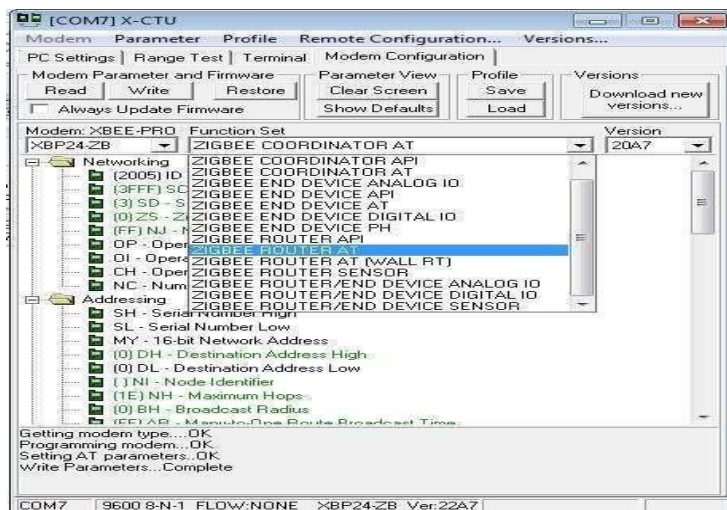 [COM7] X-CTU
Modem Parameter Profile Remote Configuration... Versions...
PC Settings Range Test Terminal Modem Configuration
Modem Parameter and Firmware Parameter View Profile Versions
Read Write Restore Clear Screen Save Download new versions...
Always Update Firmware Show Defaults Load
Modem: XBEE-PRO Function Set Version
XBP24-ZB ZIGBEE COORDINATOR AT 20A7
Networking
(2005) ID
(3FFF) SC
(3) SD - S
(0) ZS - Zi
(FF) NJ - N
OP - Oper
OI - Opera
CH - Oper
NC - Num
ZIGBEE COORDINATOR API
ZIGBEE COORDINATOR AT
ZIGBEE END DEVICE ANALOG IO
ZIGBEE END DEVICE API
ZIGBEE END DEVICE AT
ZIGBEE END DEVICE DIGITAL IO
ZIGBEE END DEVICE PH
ZIGBEE ROUTER API
ZIGBEE ROUTER AT
ZIGBEE ROUTER AT (WALL RT)
ZIGBEE ROUTER SENSOR
ZIGBEE ROUTER/END DEVICE ANALOG IO
ZIGBEE ROUTER/END DEVICE DIGITAL IO
ZIGBEE ROUTER/END DEVICE SENSOR
Addressing
SH - Serial Number High
SL - Serial Number Low
MY - 16-bit Network Address
(0) DH - Destination Address High
(0) DL - Destination Address Low
( ) NI - Node Identifier
(1E) NH - Maximum Hops
(0) BH - Broadcast Radius
(FF) AR - Many-to-One Route Broadcast Time
Getting modem type....OK
Programming modem..OK
Setting AT parameters..OK
Write Parameters...Complete
COM7 9600 8-N-1 FLOW:NONE XBP24-ZB Ver:22A7